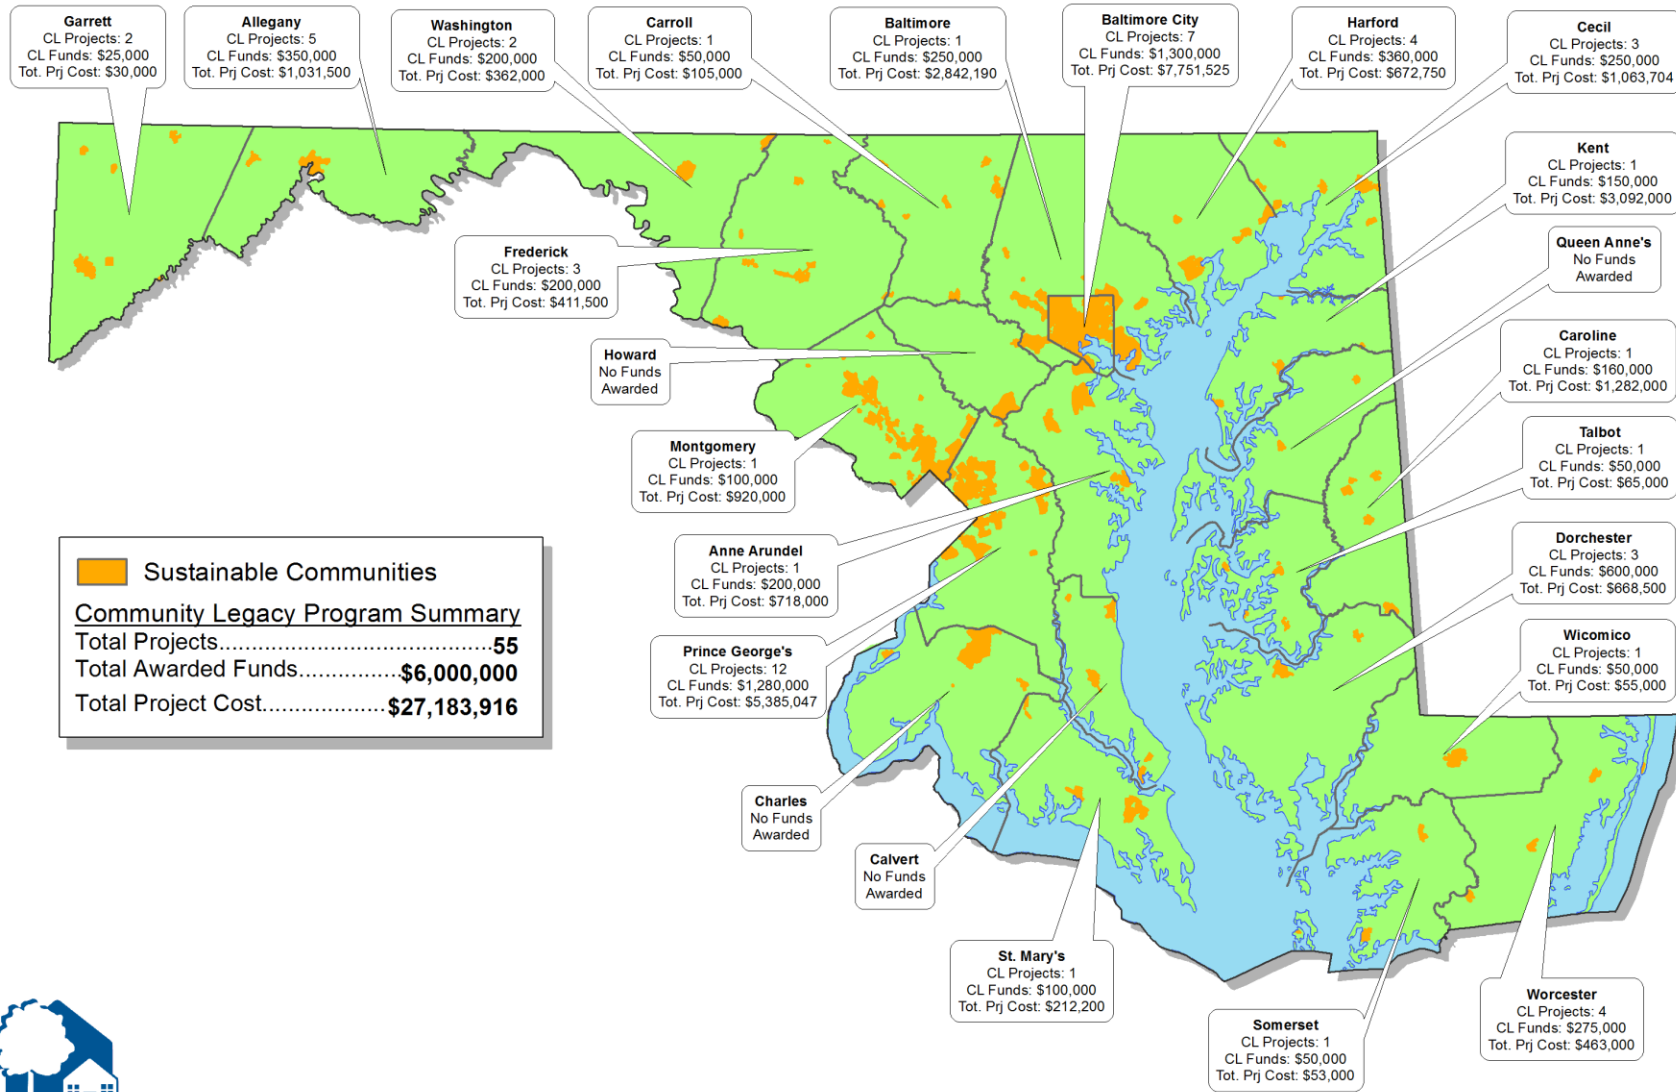 Garrett
CL Projects: 2
CL Funds: $25,000
Tot. Prj Cost: $30,000
Allegany
CL Projects: 5
CL Funds: $350,000
Tot. Prj Cost: $1,031,500
Washington
CL Projects: 2
CL Funds: $200,000
Tot. Prj Cost: $362,000
Carroll
CL Projects: 1
CL Funds: $50,000
Tot. Prj Cost: $105,000
Baltimore
CL Projects: 1
CL Funds: $250,000
Tot. Prj Cost: $2,842,190
Baltimore City
CL Projects: 7
CL Funds: $1,300,000
Tot. Prj Cost: $7,751,525
Harford
CL Projects: 4
CL Funds: $360,000
Tot. Prj Cost: $672,750
Cecil
CL Projects: 3
CL Funds: $250,000
Tot. Prj Cost: $1,063,704
Kent
CL Projects: 1
CL Funds: $150,000
Tot. Prj Cost: $3,092,000
Frederick
CL Projects: 3
CL Funds: $200,000
Tot. Prj Cost: $411,500
Queen Anne's
No Funds
Awarded
Howard
No Funds
Awarded
Caroline
CL Projects: 1
CL Funds: $160,000
Tot. Prj Cost: $1,282,000
Montgomery
CL Projects: 1
CL Funds: $100,000
Tot. Prj Cost: $920,000
Talbot
CL Projects: 1
CL Funds: $50,000
Tot. Prj Cost: $65,000
Anne Arundel
CL Projects: 1
CL Funds: $200,000
Tot. Prj Cost: $718,000
Dorchester
CL Projects: 3
CL Funds: $600,000
Tot. Prj Cost: $668,500
Sustainable Communities
Community Legacy Program Summary
Total Projects.......................................55
Total Awarded Funds...............$6,000,000
Total Project Cost..................$27,183,916
Prince George's
CL Projects: 12
CL Funds: $1,280,000
Tot. Prj Cost: $5,385,047
Wicomico
CL Projects: 1
CL Funds: $50,000
Tot. Prj Cost: $55,000
Charles
No Funds
Awarded
Calvert
No Funds
Awarded
St. Mary's
CL Projects: 1
CL Funds: $100,000
Tot. Prj Cost: $212,200
Somerset
CL Projects: 1
CL Funds: $50,000
Tot. Prj Cost: $53,000
Worcester
CL Projects: 4
CL Funds: $275,000
Tot. Prj Cost: $463,000